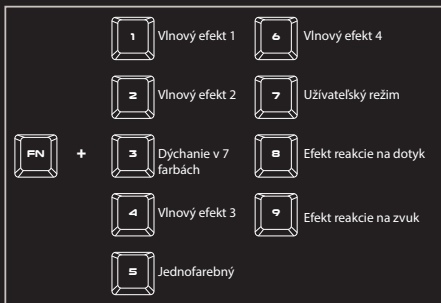 1 Vlnový efekt 1
6 Vlnový efekt 4
2 Vlnový efekt 2
7 Užívateľský režim
FN + 3 Dýchanie v 7
farbách
8 Efekt reakcie na dotyk
4 Vlnový efekt 3
9 Efekt reakcie na zvuk
5 Jednofarebný